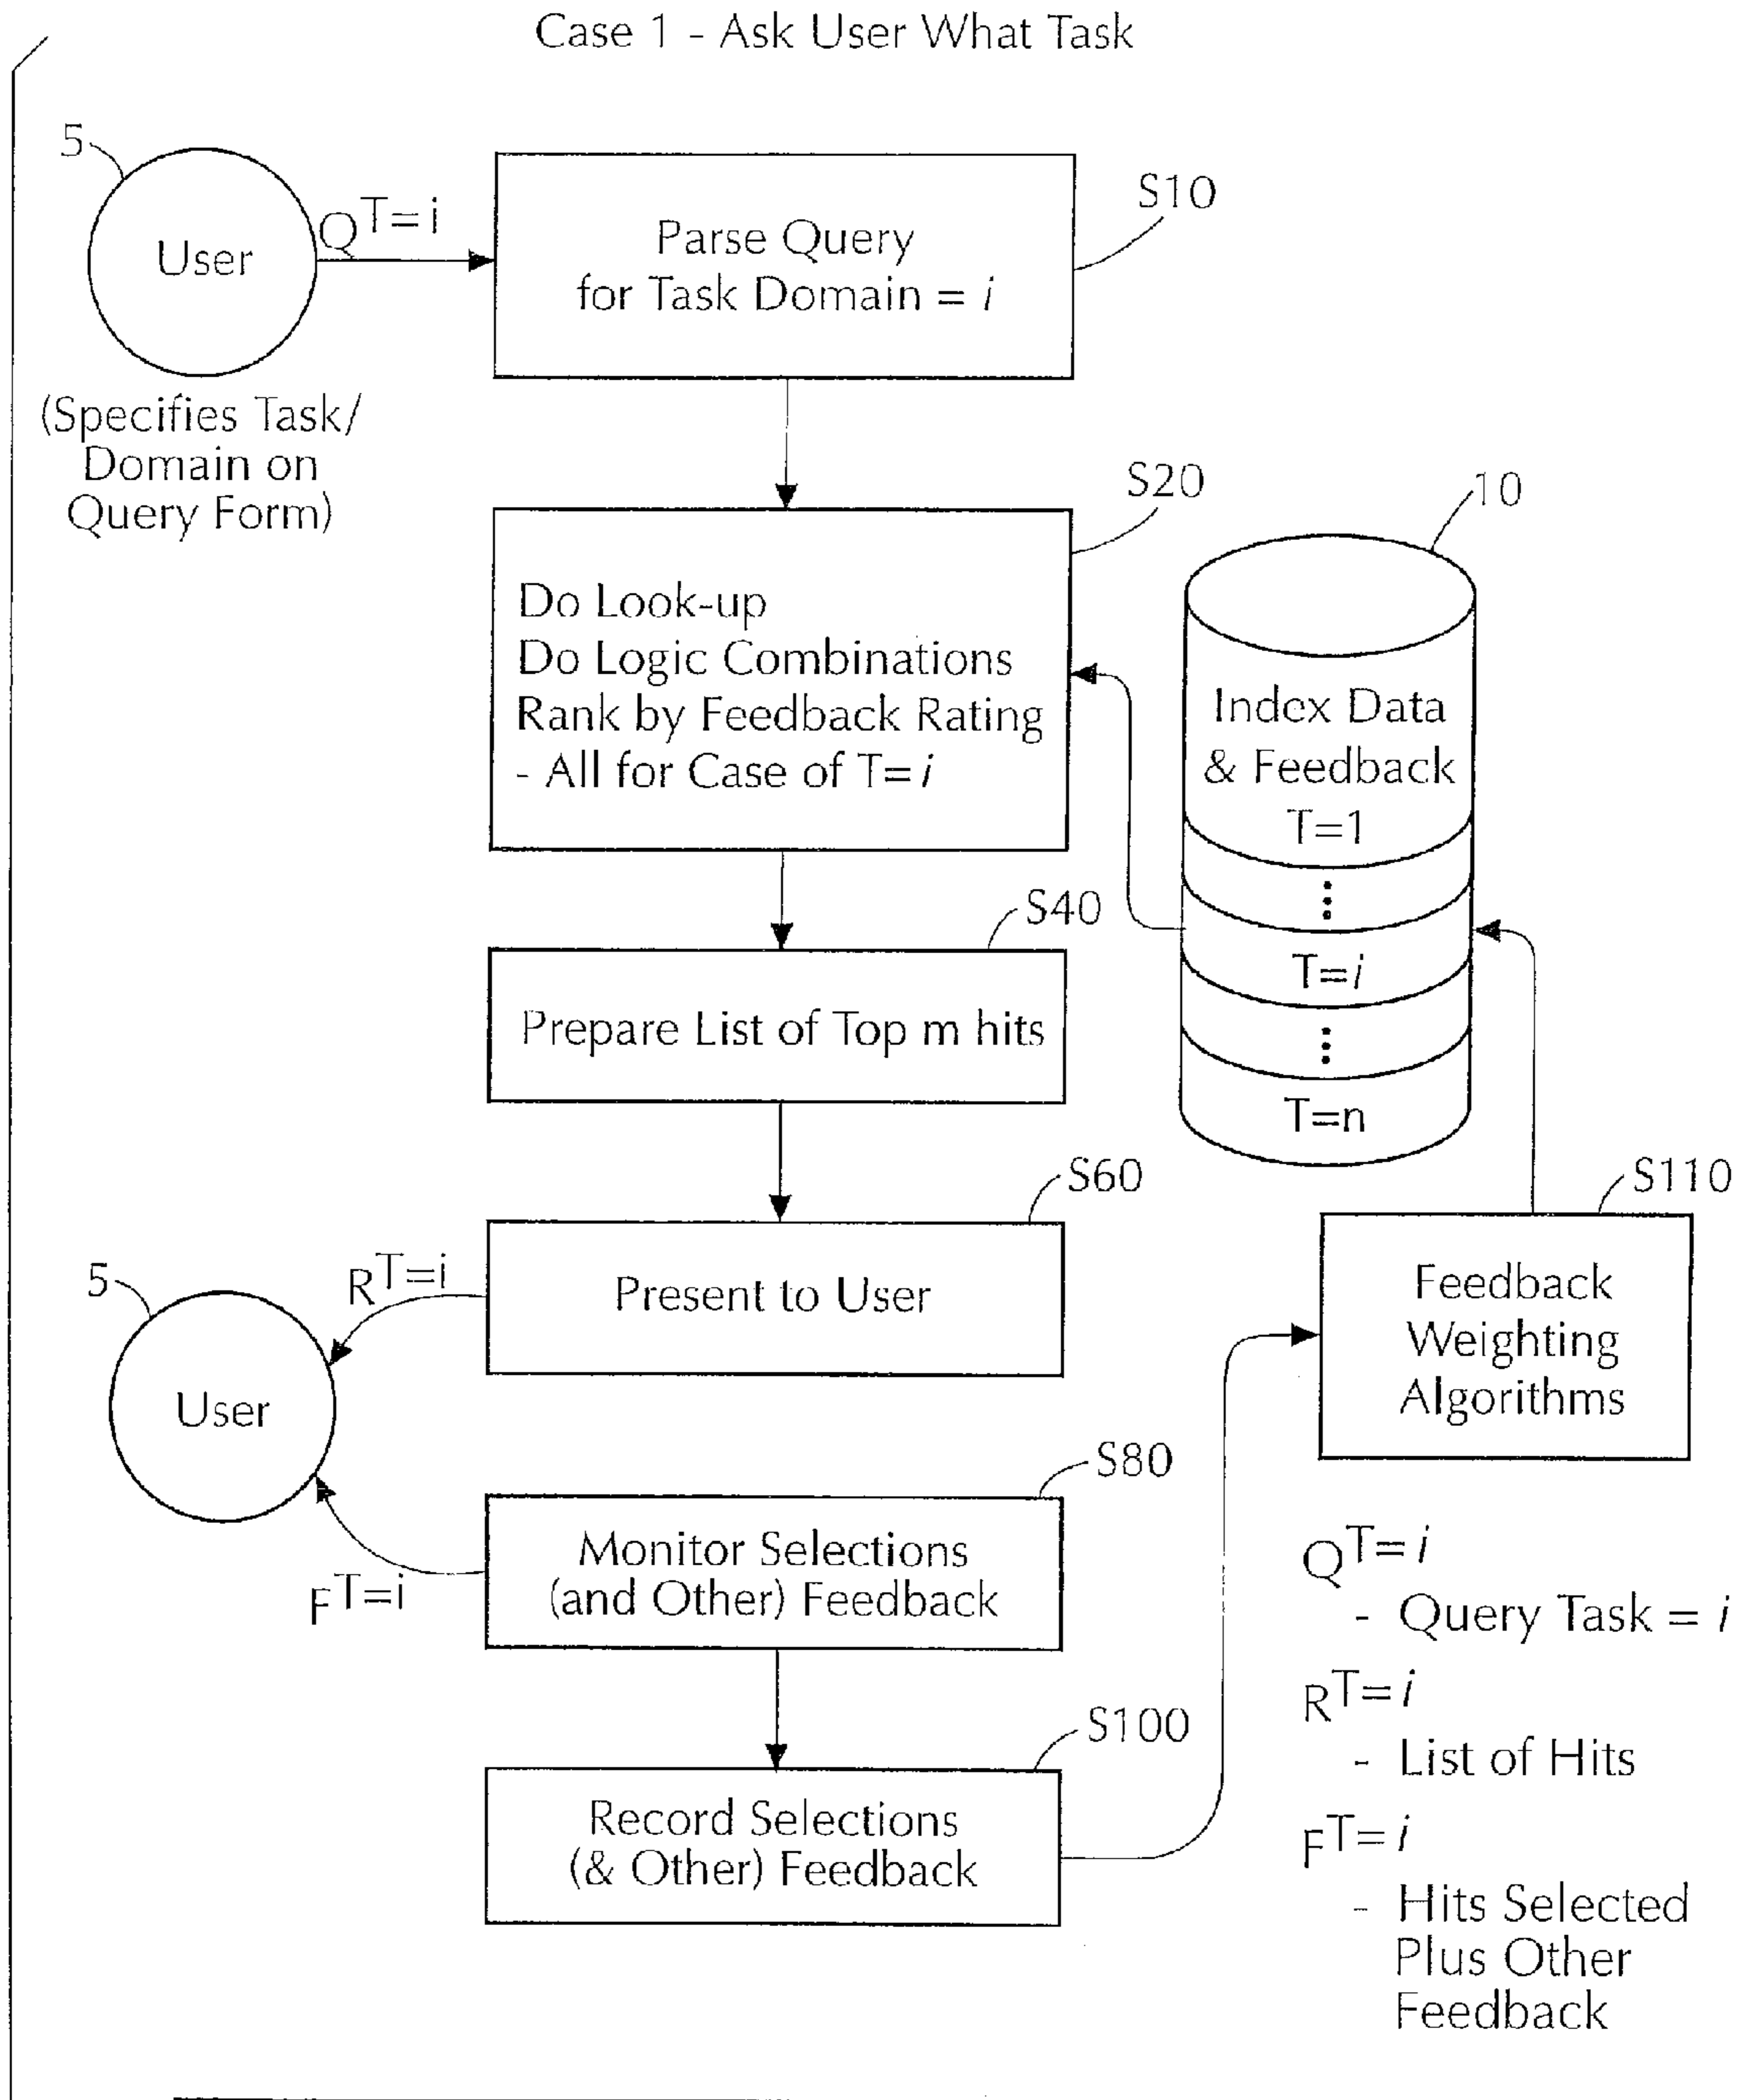 Case 1 - Ask User What Task
5
User
Q^T=i
(Specifies Task/
Domain on
Query Form)
S10
Parse Query
for Task Domain = i
S20
Do Look-up
Do Logic Combinations
Rank by Feedback Rating
- All for Case of T=i
10
Index Data
& Feedback
T=1
⋮
T=i
⋮
T=n
S40
Prepare List of Top m hits
S60
Present to User
R^T=i
5
User
F^T=i
S80
Monitor Selections
(and Other) Feedback
S100
Record Selections
(& Other) Feedback
S110
Feedback
Weighting
Algorithms
Q^T=i
- Query Task = i
R^T=i
- List of Hits
F^T=i
- Hits Selected
Plus Other
Feedback